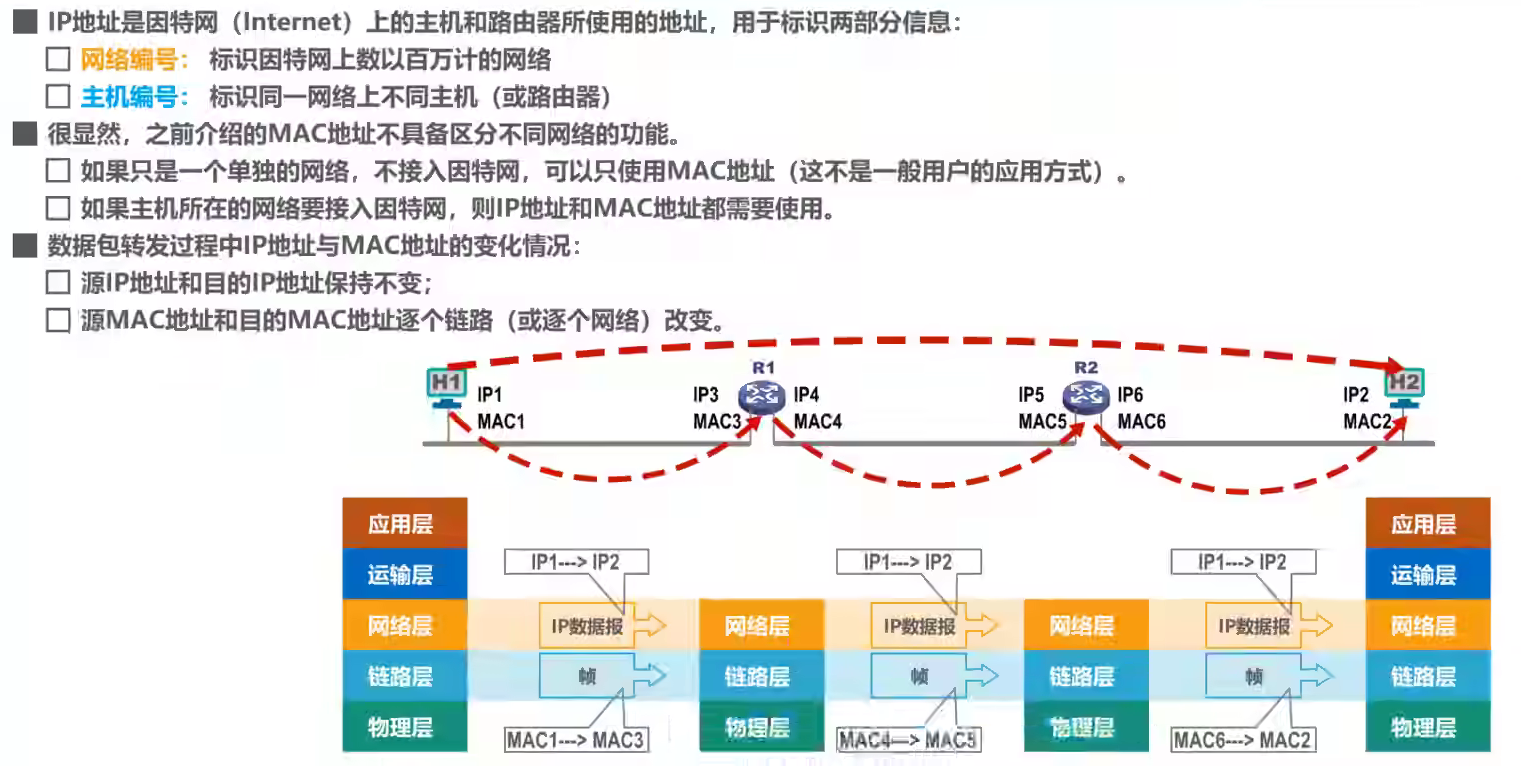 IP地址是因特网（Internet）上的主机和路由器所使用的地址，用于标识两部分信息：
网络编号： 标识因特网上数以百万计的网络
主机编号： 标识同一网络上不同主机（或路由器）
很显然，之前介绍的MAC地址不具备区分不同网络的功能。
如果只是一个单独的网络，不接入因特网，可以只使用MAC地址（这不是一般用户的应用方式）。
如果主机所在的网络要接入因特网，则IP地址和MAC地址都需要使用。
数据包转发过程中IP地址与MAC地址的变化情况：
源IP地址和目的IP地址保持不变；
源MAC地址和目的MAC地址逐个链路（或逐个网络）改变。
R1 R2
H1 IP1 IP3 IP4 IP5 IP6 IP2 H2
MAC1 MAC3 MAC4 MAC5 MAC6 MAC2
应用层 应用层
IP1---> IP2 IP1---> IP2 IP1---> IP2
运输层 运输层
网络层 IP数据报 网络层 IP数据报 网络层 IP数据报 网络层
链路层 帧 链路层 帧 链路层 帧 链路层
物理层 物理层 物理层 物理层
MAC1---> MAC3 MAC4—> MAC5 MAC6---> MAC2